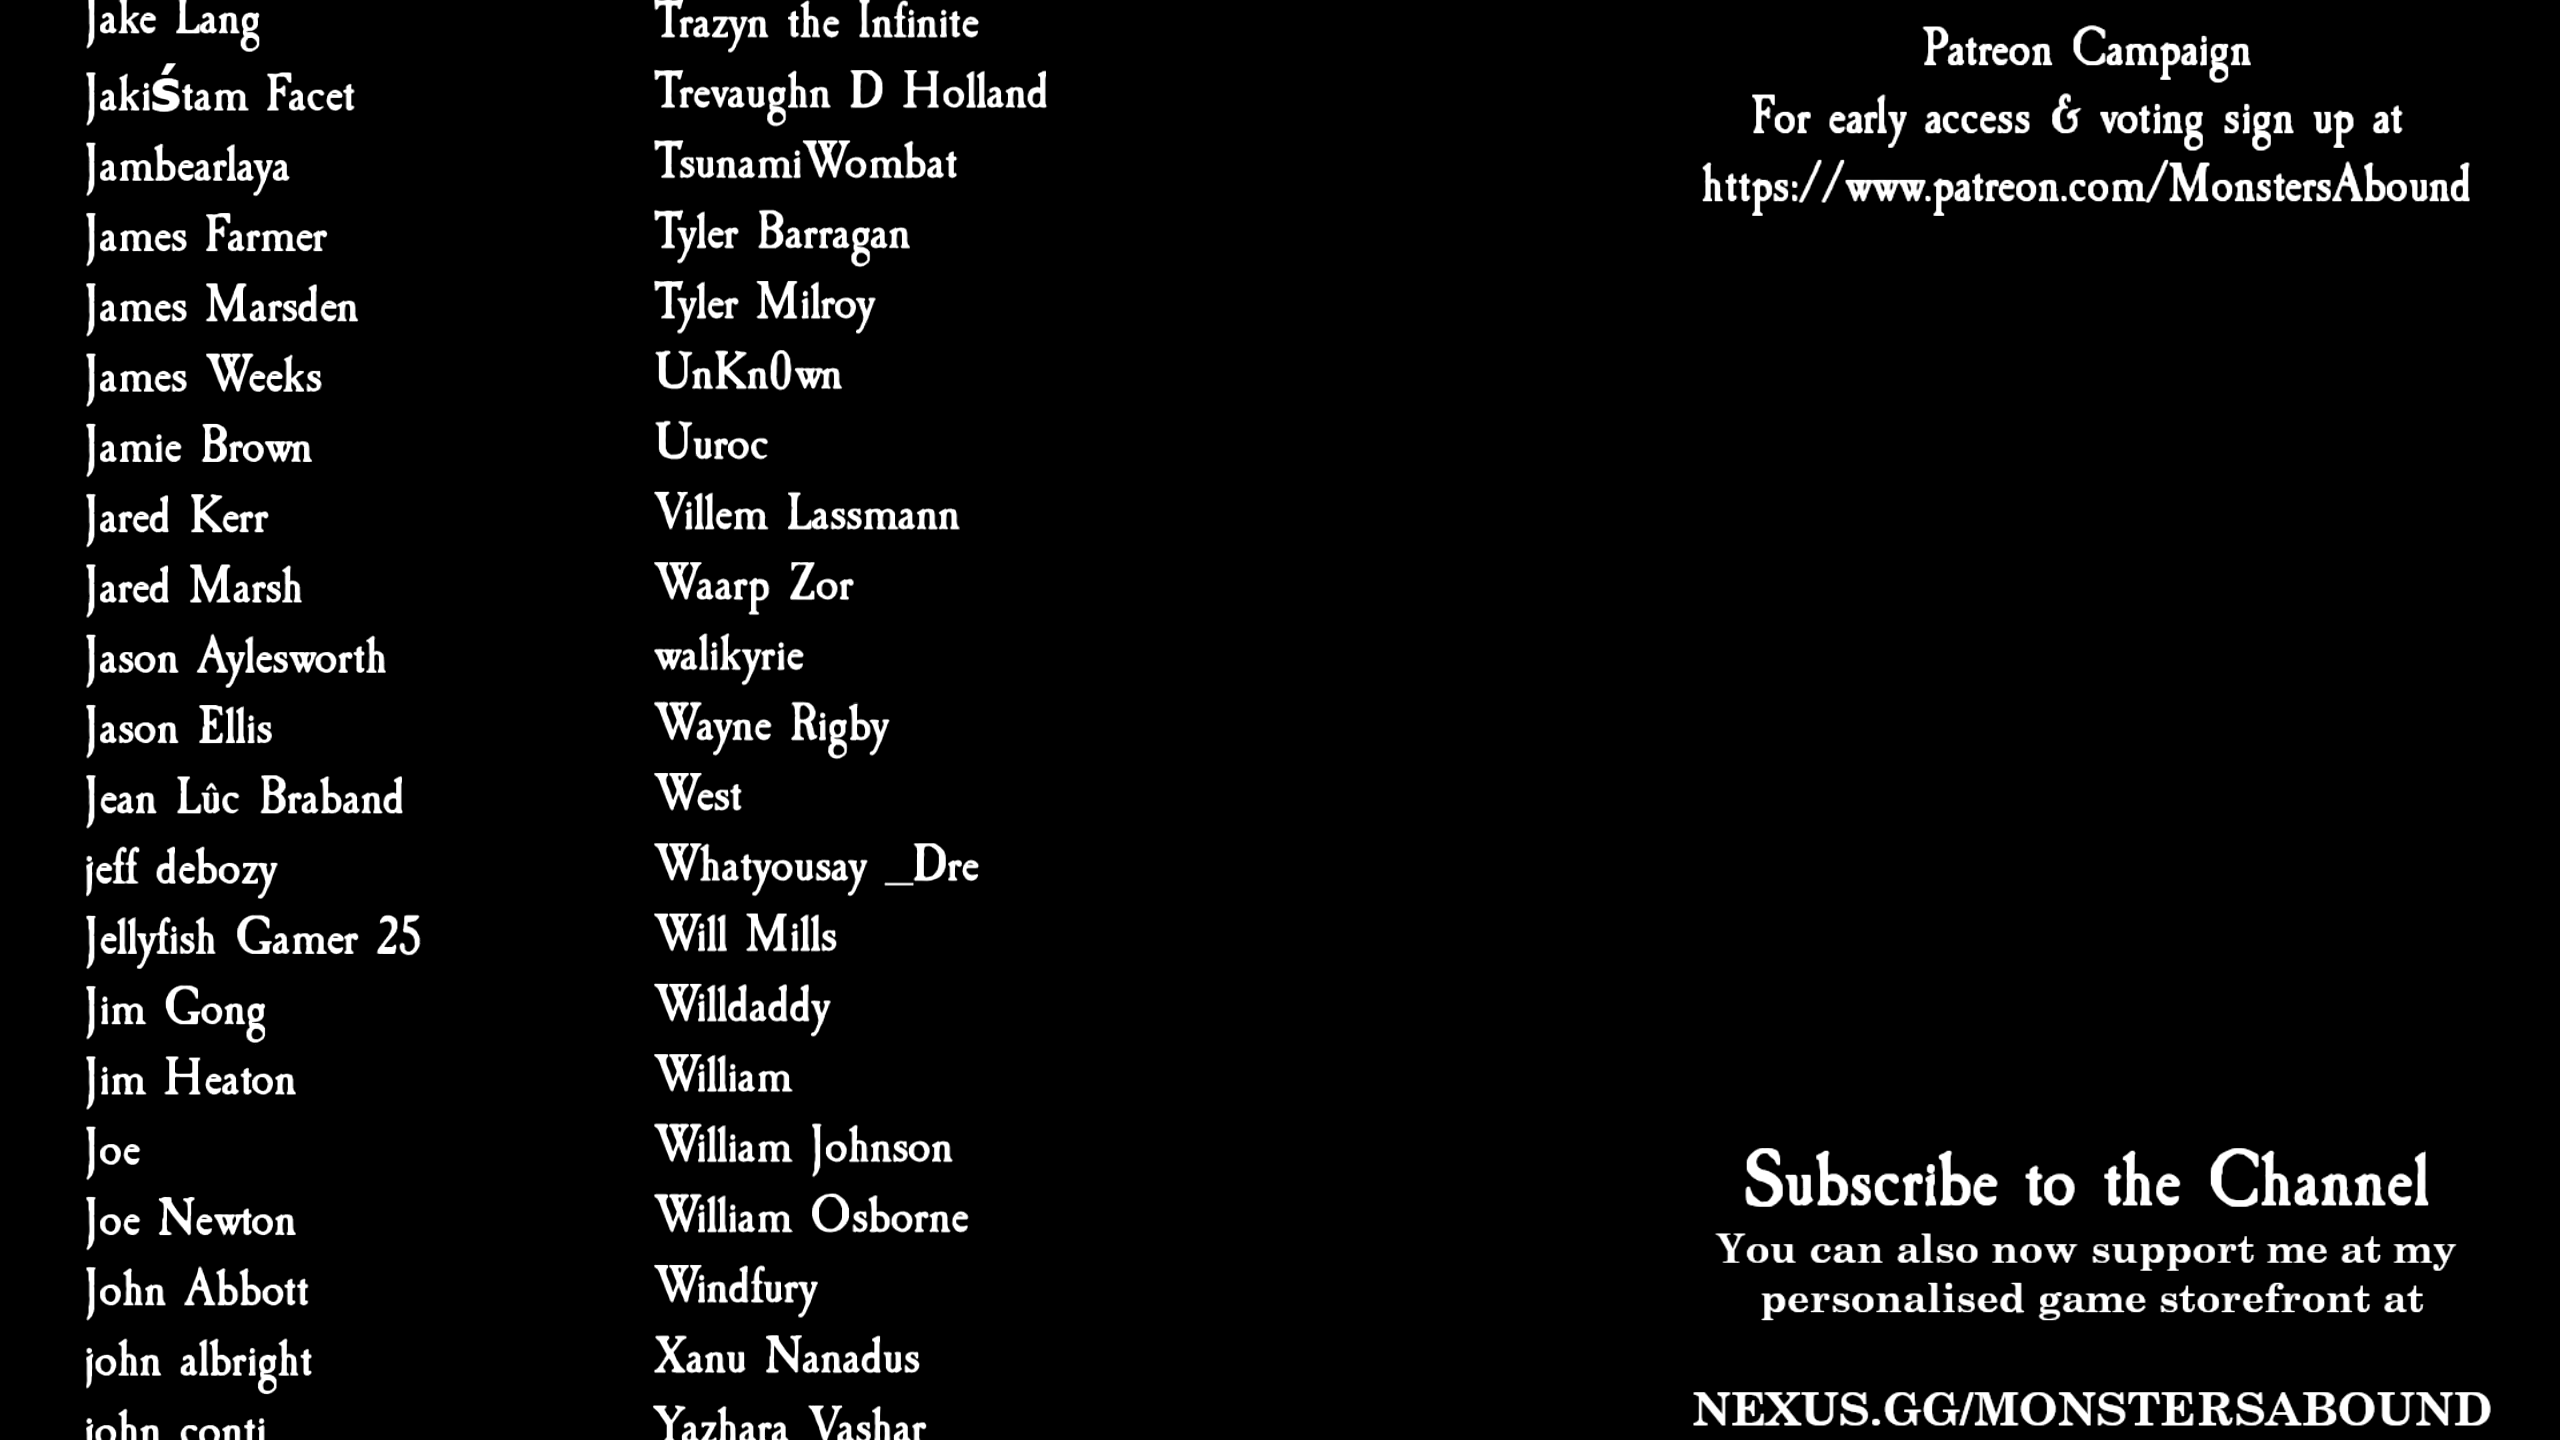 Jake Lang
JakiŚtam Facet
Jambearlaya
James Farmer
James Marsden
James Weeks
Jamie Brown
Jared Kerr
Jared Marsh
Jason Aylesworth
Jason Ellis
Jean Lûc Braband
jeff debozy
Jellyfish Gamer 25
Jim Gong
Jim Heaton
Joe
Joe Newton
John Abbott
john albright
john conti
Trazyn the Infinite
Trevaughn D Holland
TsunamiWombat
Tyler Barragan
Tyler Milroy
UnKn0wn
Uuroc
Villem Lassmann
Waarp Zor
walikyrie
Wayne Rigby
West
Whatyousay _Dre
Will Mills
Willdaddy
William
William Johnson
William Osborne
Windfury
Xanu Nanadus
Yazhara Vashar
Patreon Campaign
For early access & voting sign up at
https://www.patreon.com/MonstersAbound
Subscribe to the Channel
You can also now support me at my
personalised game storefront at
NEXUS.GG/MONSTERSABOUND